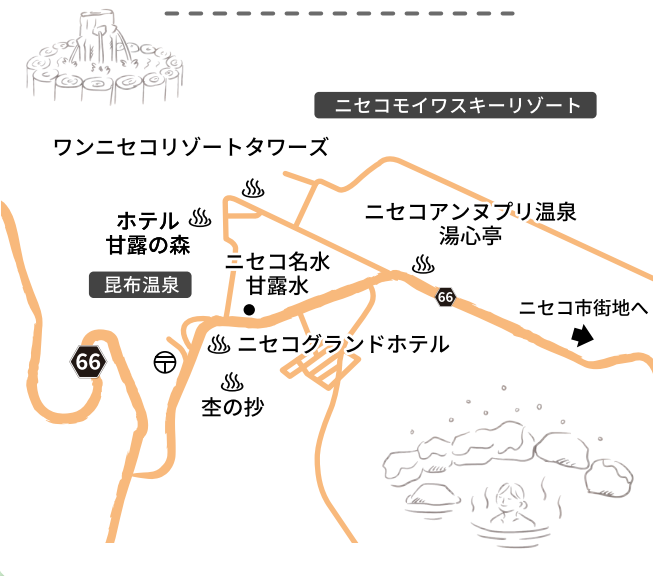 ニセコモイワスキーリゾート
ワンニセコリゾートタワーズ
ホテル
甘露の森
ニセコアンヌプリ温泉
湯心亭
ニセコ名水
甘露水
昆布温泉
66
ニセコ市街地へ
66
ニセコグランドホテル
杢の抄